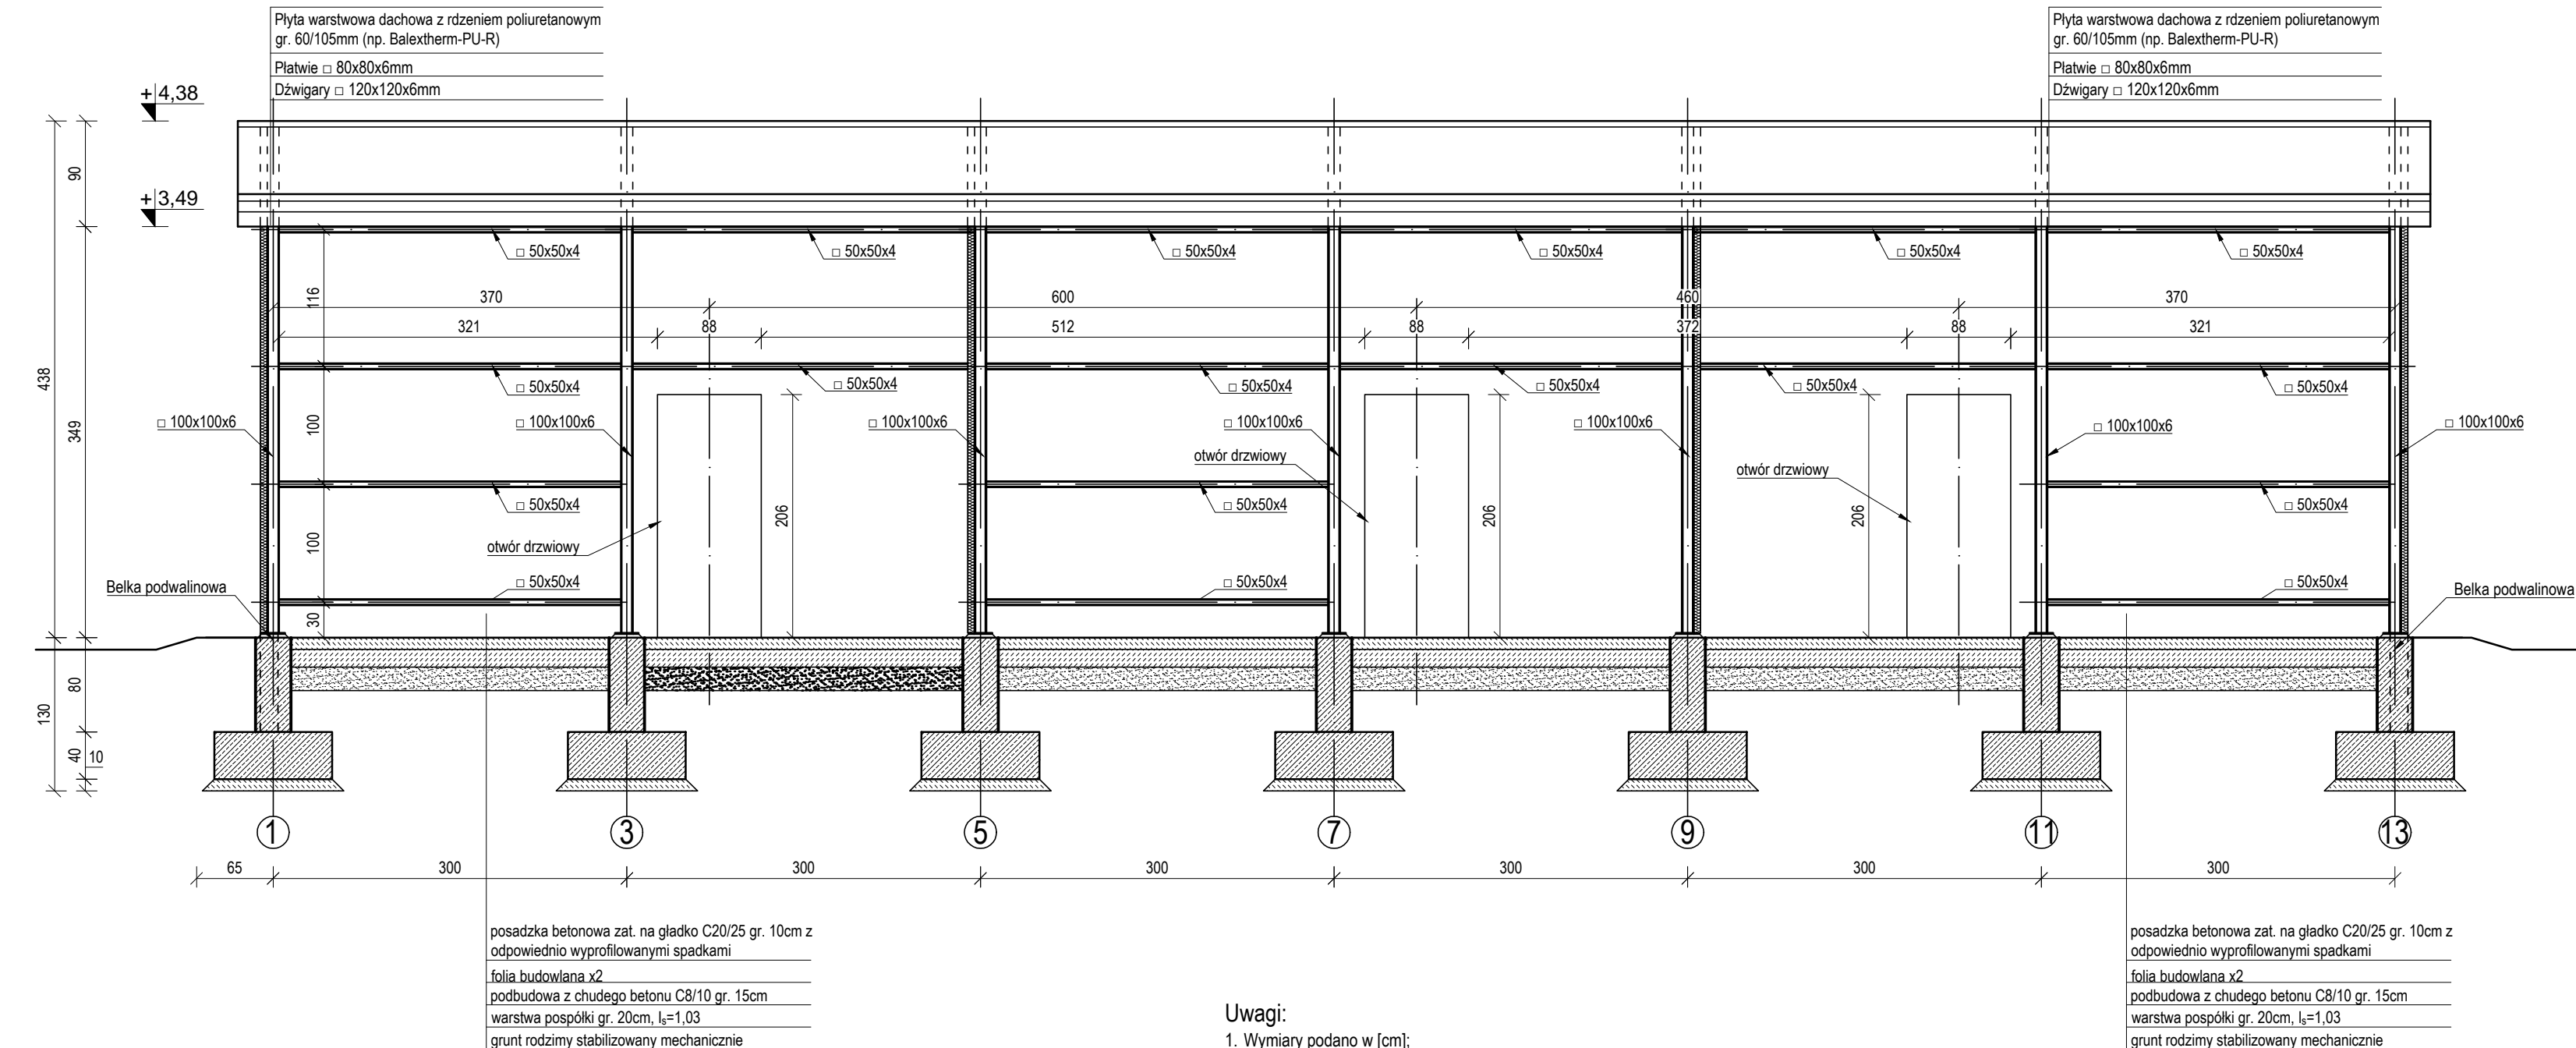 Płyta warstwowa dachowa z rdzeniem poliuretanowym
gr. 60/105mm (np. Balextherm-PU-R)
Płatwie □ 80x80x6mm
Dźwigary □ 120x120x6mm
Płyta warstwowa dachowa z rdzeniem poliuretanowym
gr. 60/105mm (np. Balextherm-PU-R)
Płatwie □ 80x80x6mm
Dźwigary □ 120x120x6mm
+4,38
90
+3,49
□ 50x50x4
□ 50x50x4
□ 50x50x4
□ 50x50x4
□ 50x50x4
□ 50x50x4
116
370
600
460
370
321
88
512
88
372
88
321
438
349
□ 50x50x4
□ 50x50x4
□ 50x50x4
□ 50x50x4
□ 50x50x4
□ 50x50x4
100
□ 100x100x6
□ 100x100x6
□ 100x100x6
□ 100x100x6
□ 100x100x6
□ 100x100x6
□ 100x100x6
otwór drzwiowy
otwór drzwiowy
□ 50x50x4
□ 50x50x4
□ 50x50x4
206
206
206
100
otwór drzwiowy
Belka podwalinowa
□ 50x50x4
□ 50x50x4
□ 50x50x4
Belka podwalinowa
30
80
130
40
10
1
3
5
7
9
11
13
65
300
300
300
300
300
300
posadzka betonowa zat. na gładko C20/25 gr. 10cm z
odpowiednio wyprofilowanymi spadkami
folia budowlana x2
podbudowa z chudego betonu C8/10 gr. 15cm
warstwa pospółki gr. 20cm, Is=1,03
grunt rodzimy stabilizowany mechanicznie
Uwagi:
1. Wymiary podano w [cm];
posadzka betonowa zat. na gładko C20/25 gr. 10cm z
odpowiednio wyprofilowanymi spadkami
folia budowlana x2
podbudowa z chudego betonu C8/10 gr. 15cm
warstwa pospółki gr. 20cm, Is=1,03
grunt rodzimy stabilizowany mechanicznie